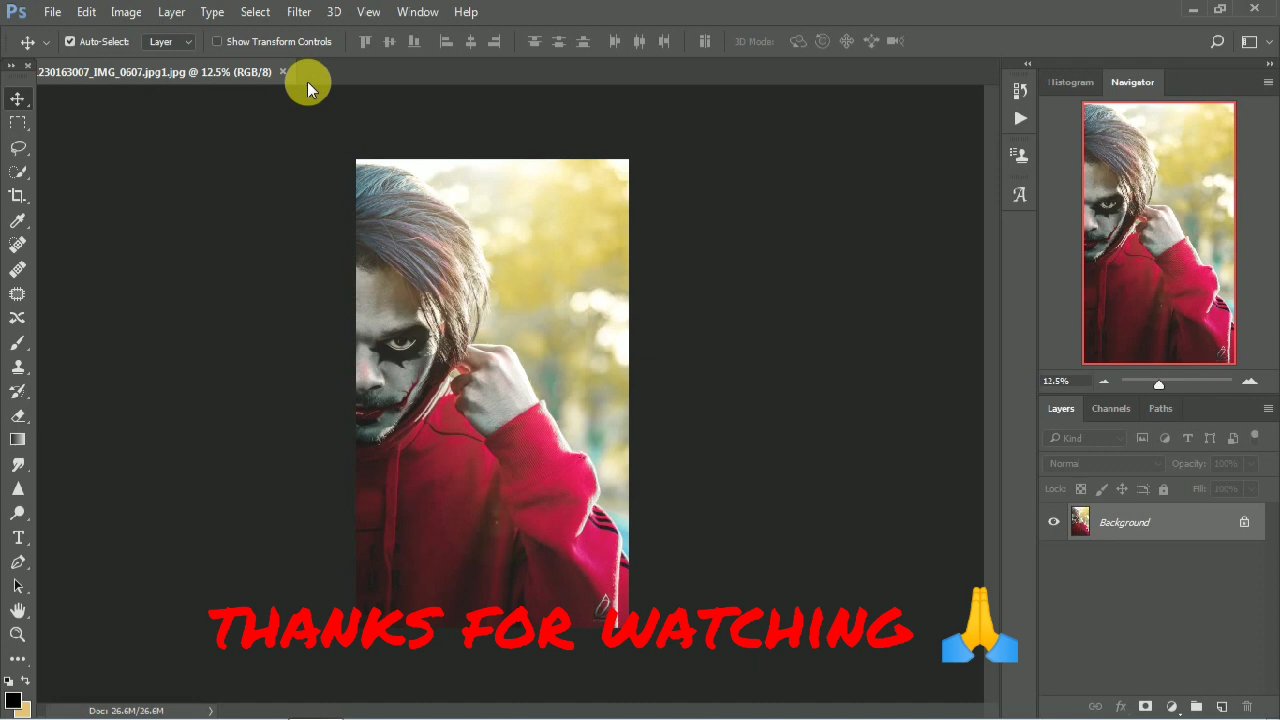 Ps File Edit Image Layer Type Select Filter 3D View Window Help
Auto-Select: Layer Show Transform Controls 3D Mode:
230163007_IMG_0607.jpg1.jpg @ 12.5% (RGB/8)
Histogram Navigator
12.5%
Layers Channels Paths
Kind
Normal Opacity: 100%
Lock: Fill: 100%
Background
THANKS FOR WATCHING 🙏
Doc: 26.6M/26.6M